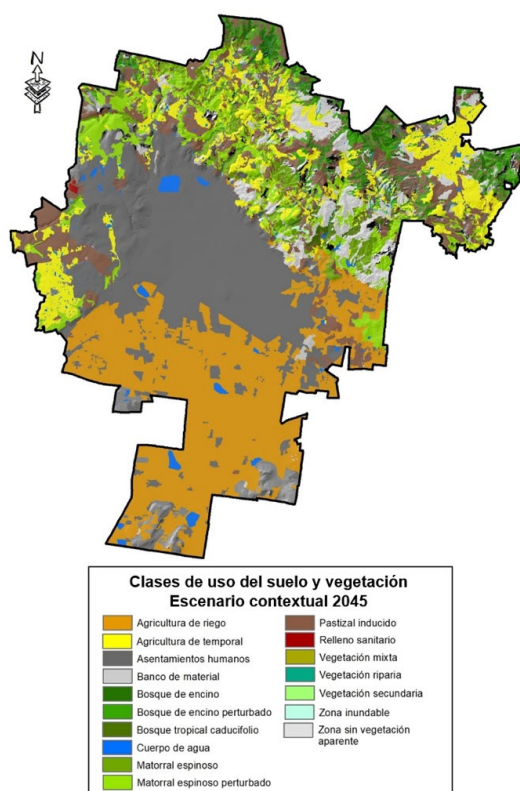 N
Clases de uso del suelo y vegetación
Escenario contextual 2045
Agricultura de riego
Agricultura de temporal
Asentamientos humanos
Banco de material
Bosque de encino
Bosque de encino perturbado
Bosque tropical caducifolio
Cuerpo de agua
Matorral espinoso
Matorral espinoso perturbado
Pastizal inducido
Relleno sanitario
Vegetación mixta
Vegetación riparia
Vegetación secundaria
Zona inundable
Zona sin vegetación
aparente